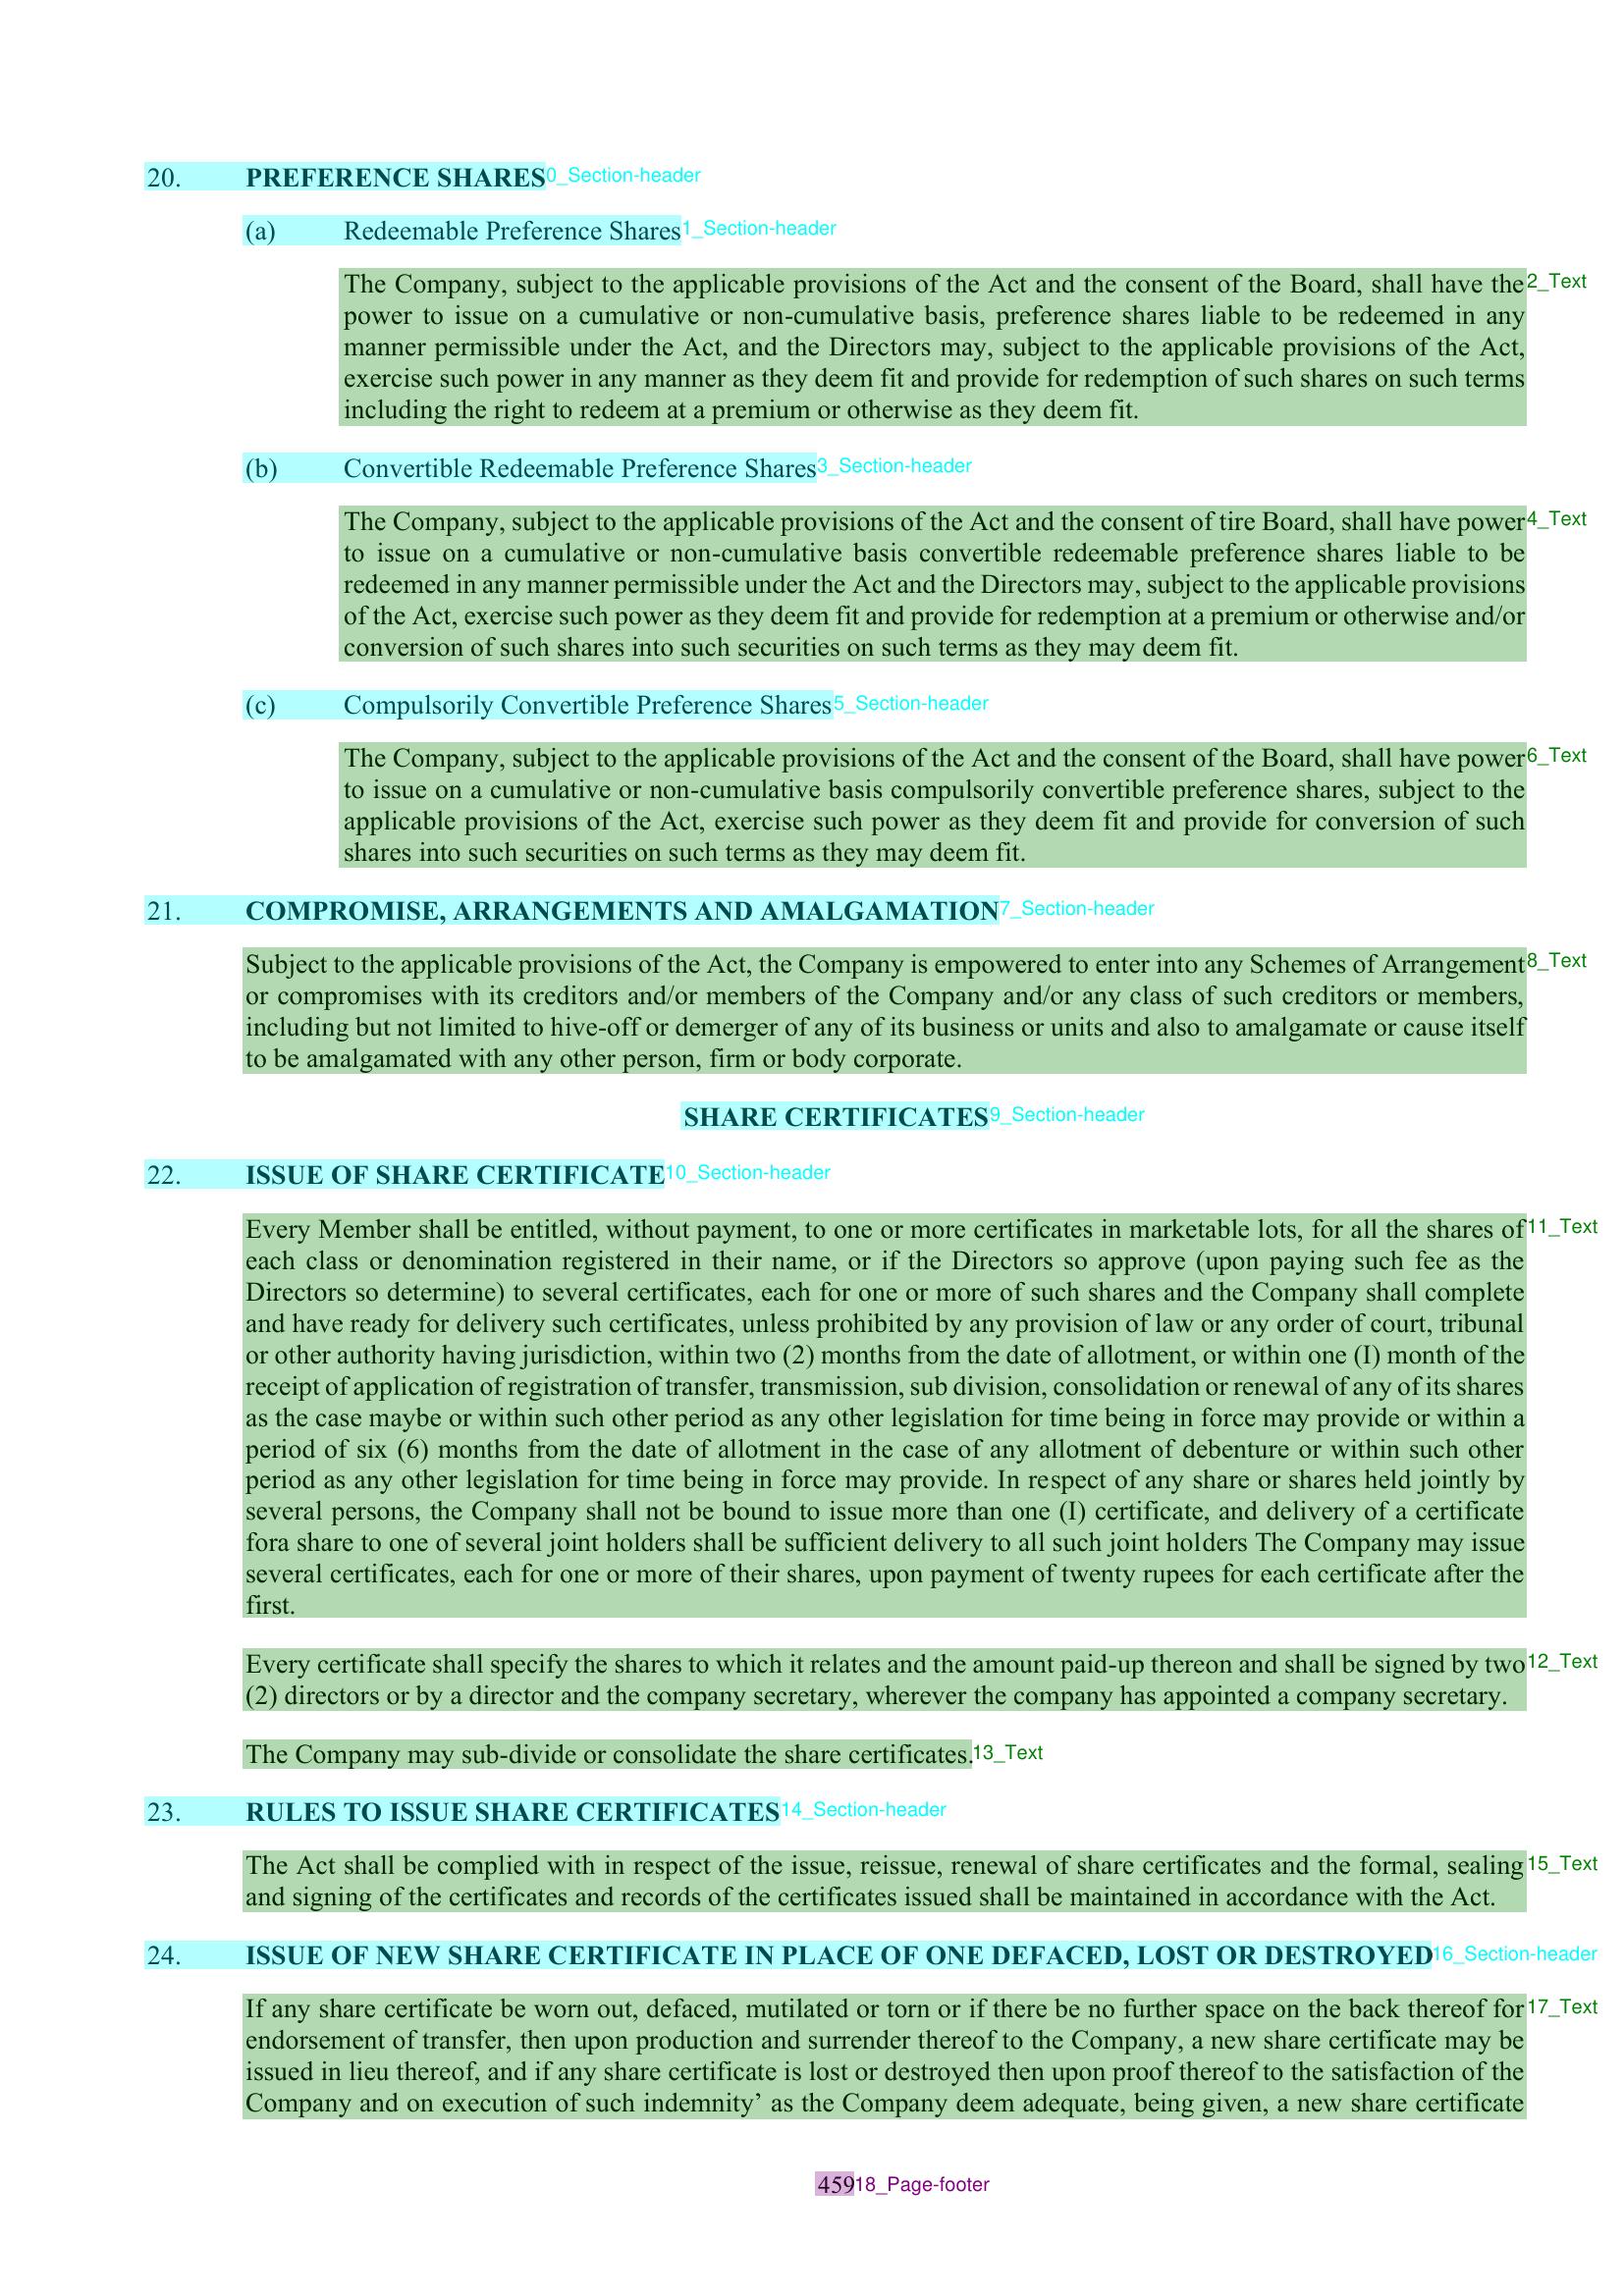 20. PREFERENCE SHARES0_Section-header
(a) Redeemable Preference Shares1_Section-header
The Company, subject to the applicable provisions of the Act and the consent of the Board, shall have the2_Text
power to issue on a cumulative or non-cumulative basis, preference shares liable to be redeemed in any
manner permissible under the Act, and the Directors may, subject to the applicable provisions of the Act,
exercise such power in any manner as they deem fit and provide for redemption of such shares on such terms
including the right to redeem at a premium or otherwise as they deem fit.
(b) Convertible Redeemable Preference Shares3_Section-header
The Company, subject to the applicable provisions of the Act and the consent of tire Board, shall have power4_Text
to issue on a cumulative or non-cumulative basis convertible redeemable preference shares liable to be
redeemed in any manner permissible under the Act and the Directors may, subject to the applicable provisions
of the Act, exercise such power as they deem fit and provide for redemption at a premium or otherwise and/or
conversion of such shares into such securities on such terms as they may deem fit.
(c) Compulsorily Convertible Preference Shares5_Section-header
The Company, subject to the applicable provisions of the Act and the consent of the Board, shall have power6_Text
to issue on a cumulative or non-cumulative basis compulsorily convertible preference shares, subject to the
applicable provisions of the Act, exercise such power as they deem fit and provide for conversion of such
shares into such securities on such terms as they may deem fit.
21. COMPROMISE, ARRANGEMENTS AND AMALGAMATION7_Section-header
Subject to the applicable provisions of the Act, the Company is empowered to enter into any Schemes of Arrangement8_Text
or compromises with its creditors and/or members of the Company and/or any class of such creditors or members,
including but not limited to hive-off or demerger of any of its business or units and also to amalgamate or cause itself
to be amalgamated with any other person, firm or body corporate.
SHARE CERTIFICATES9_Section-header
22. ISSUE OF SHARE CERTIFICATE10_Section-header
Every Member shall be entitled, without payment, to one or more certificates in marketable lots, for all the shares of11_Text
each class or denomination registered in their name, or if the Directors so approve (upon paying such fee as the
Directors so determine) to several certificates, each for one or more of such shares and the Company shall complete
and have ready for delivery such certificates, unless prohibited by any provision of law or any order of court, tribunal
or other authority having jurisdiction, within two (2) months from the date of allotment, or within one (I) month of the
receipt of application of registration of transfer, transmission, sub division, consolidation or renewal of any of its shares
as the case maybe or within such other period as any other legislation for time being in force may provide or within a
period of six (6) months from the date of allotment in the case of any allotment of debenture or within such other
period as any other legislation for time being in force may provide. In respect of any share or shares held jointly by
several persons, the Company shall not be bound to issue more than one (I) certificate, and delivery of a certificate
fora share to one of several joint holders shall be sufficient delivery to all such joint holders The Company may issue
several certificates, each for one or more of their shares, upon payment of twenty rupees for each certificate after the
first.
Every certificate shall specify the shares to which it relates and the amount paid-up thereon and shall be signed by two12_Text
(2) directors or by a director and the company secretary, wherever the company has appointed a company secretary.
The Company may sub-divide or consolidate the share certificates.13_Text
23. RULES TO ISSUE SHARE CERTIFICATES14_Section-header
The Act shall be complied with in respect of the issue, reissue, renewal of share certificates and the formal, sealing15_Text
and signing of the certificates and records of the certificates issued shall be maintained in accordance with the Act.
24. ISSUE OF NEW SHARE CERTIFICATE IN PLACE OF ONE DEFACED, LOST OR DESTROYED16_Section-header
If any share certificate be worn out, defaced, mutilated or torn or if there be no further space on the back thereof for17_Text
endorsement of transfer, then upon production and surrender thereof to the Company, a new share certificate may be
issued in lieu thereof, and if any share certificate is lost or destroyed then upon proof thereof to the satisfaction of the
Company and on execution of such indemnity’ as the Company deem adequate, being given, a new share certificate
45918_Page-footer